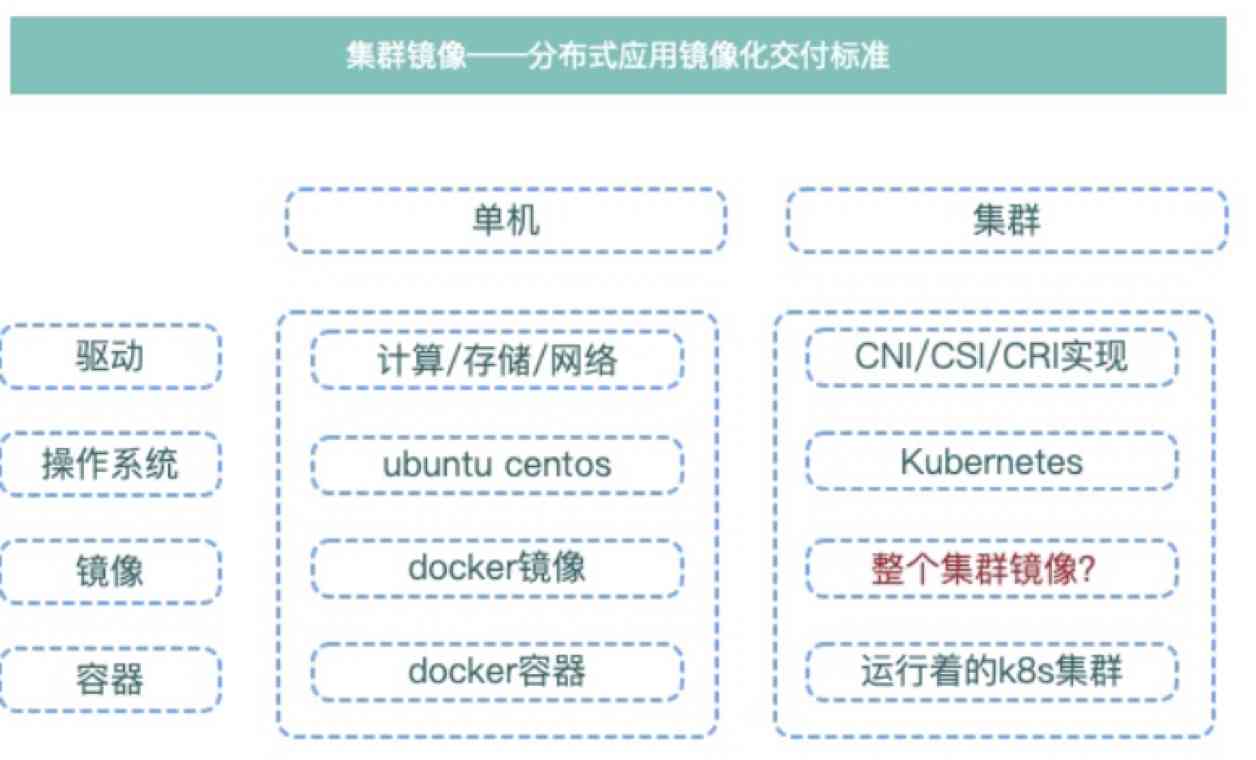 集群镜像——分布式应用镜像化交付标准
单机
集群
驱动
计算/存储/网络
CNI/CSI/CRI实现
操作系统
ubuntu centos
Kubernetes
镜像
docker镜像
整个集群镜像?
容器
docker容器
运行着的k8s集群